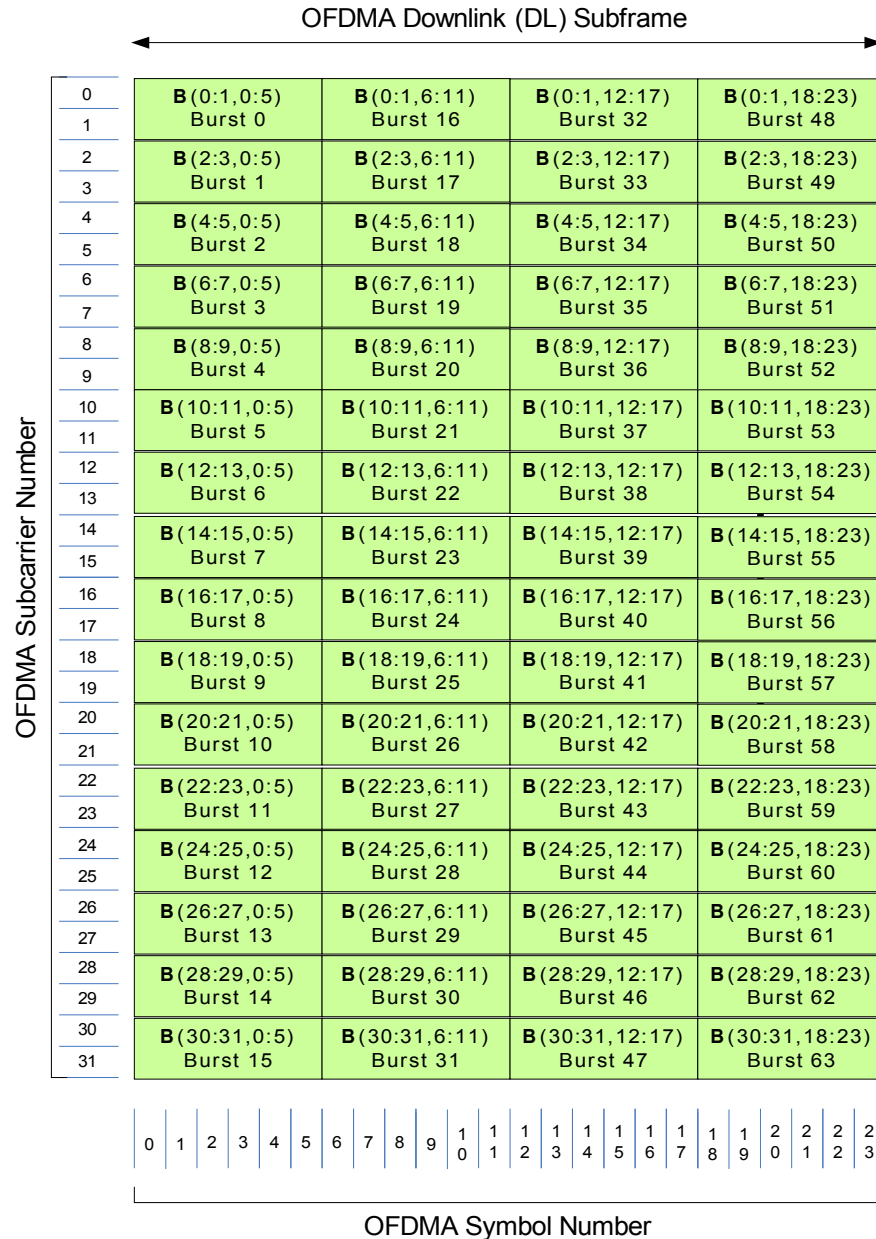 OFDMA Downlink (DL) Subframe
OFDMA Subcarrier Number
0
1
B(0:1,0:5) B(0:1,6:11) B(0:1,12:17) B(0:1,18:23)
Burst 0 Burst 16 Burst 32 Burst 48
2
3
B(2:3,0:5) B(2:3,6:11) B(2:3,12:17) B(2:3,18:23)
Burst 1 Burst 17 Burst 33 Burst 49
4
5
B(4:5,0:5) B(4:5,6:11) B(4:5,12:17) B(4:5,18:23)
Burst 2 Burst 18 Burst 34 Burst 50
6
7
B(6:7,0:5) B(6:7,6:11) B(6:7,12:17) B(6:7,18:23)
Burst 3 Burst 19 Burst 35 Burst 51
8
9
B(8:9,0:5) B(8:9,6:11) B(8:9,12:17) B(8:9,18:23)
Burst 4 Burst 20 Burst 36 Burst 52
10
11
B(10:11,0:5) B(10:11,6:11) B(10:11,12:17) B(10:11,18:23)
Burst 5 Burst 21 Burst 37 Burst 53
12
13
B(12:13,0:5) B(12:13,6:11) B(12:13,12:17) B(12:13,18:23)
Burst 6 Burst 22 Burst 38 Burst 54
14
15
B(14:15,0:5) B(14:15,6:11) B(14:15,12:17) B(14:15,18:23)
Burst 7 Burst 23 Burst 39 Burst 55
16
17
B(16:17,0:5) B(16:17,6:11) B(16:17,12:17) B(16:17,18:23)
Burst 8 Burst 24 Burst 40 Burst 56
18
19
B(18:19,0:5) B(18:19,6:11) B(18:19,12:17) B(18:19,18:23)
Burst 9 Burst 25 Burst 41 Burst 57
20
21
B(20:21,0:5) B(20:21,6:11) B(20:21,12:17) B(20:21,18:23)
Burst 10 Burst 26 Burst 42 Burst 58
22
23
B(22:23,0:5) B(22:23,6:11) B(22:23,12:17) B(22:23,18:23)
Burst 11 Burst 27 Burst 43 Burst 59
24
25
B(24:25,0:5) B(24:25,6:11) B(24:25,12:17) B(24:25,18:23)
Burst 12 Burst 28 Burst 44 Burst 60
26
27
B(26:27,0:5) B(26:27,6:11) B(26:27,12:17) B(26:27,18:23)
Burst 13 Burst 29 Burst 45 Burst 61
28
29
B(28:29,0:5) B(28:29,6:11) B(28:29,12:17) B(28:29,18:23)
Burst 14 Burst 30 Burst 46 Burst 62
30
31
B(30:31,0:5) B(30:31,6:11) B(30:31,12:17) B(30:31,18:23)
Burst 15 Burst 31 Burst 47 Burst 63
0 1 2 3 4 5 6 7 8 9 10 11 12 13 14 15 16 17 18 19 20 21 22 23
OFDMA Symbol Number